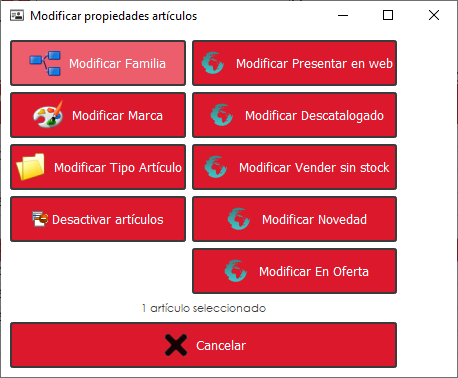 Modificar propiedades artículos
Modificar Familia
Modificar Presentar en web
Modificar Marca
Modificar Descatalogado
Modificar Tipo Artículo
Modificar Vender sin stock
Desactivar artículos
Modificar Novedad
Modificar En Oferta
1 artículo seleccionado
Cancelar